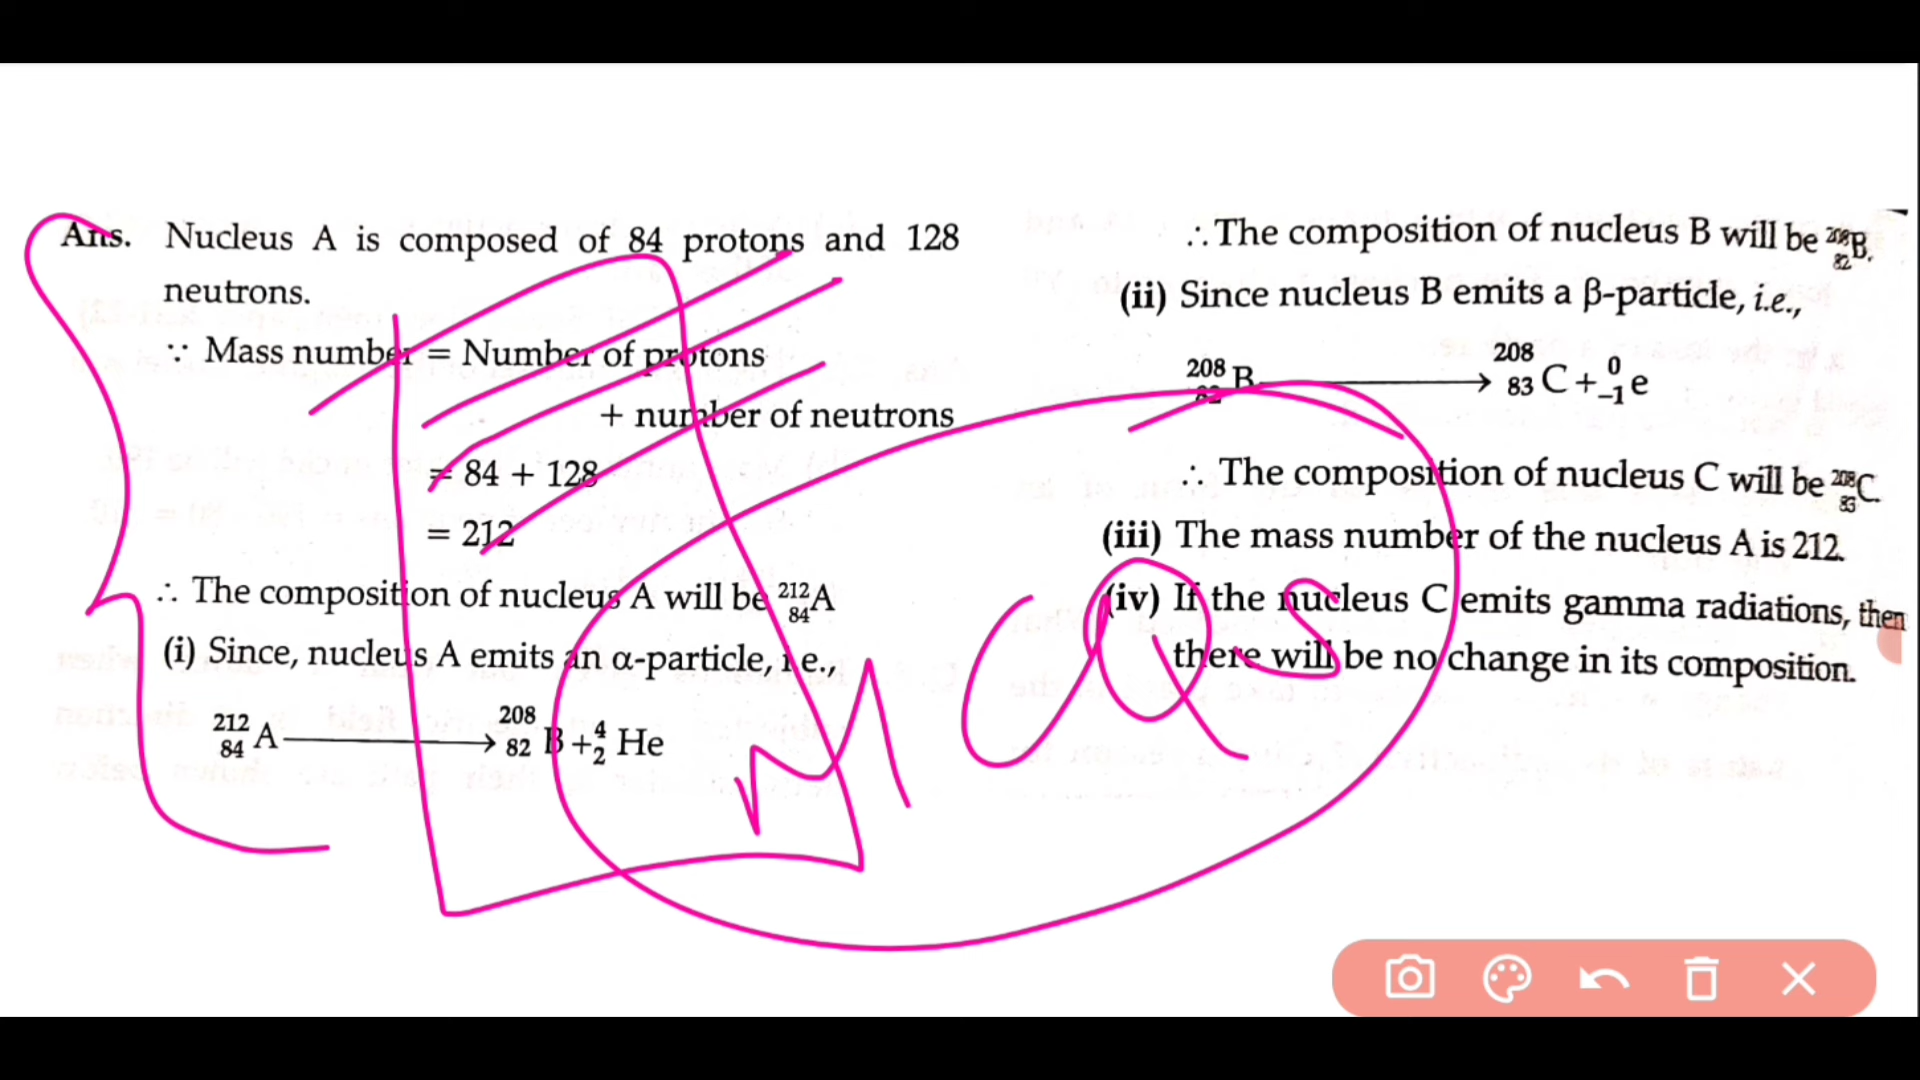 Ans. Nucleus A is composed of 84 protons and 128
neutrons.
∵ Mass number = Number of protons
+ number of neutrons
= 84 + 128
= 212
∴ The composition of nucleus A will be ²¹²₈₄A
(i) Since, nucleus A emits an α-particle, i.e.,
²¹²₈₄A ⟶ ²⁰⁸₈₂B + ⁴₂He
∴ The composition of nucleus B will be ²⁰⁸₈₂B.
(ii) Since nucleus B emits a β-particle, i.e.,
²⁰⁸₈₂B ⟶ ²⁰⁸₈₃C + ⁰₋₁e
∴ The composition of nucleus C will be ²⁰⁸₈₃C
(iii) The mass number of the nucleus A is 212.
(iv) If the nucleus C emits gamma radiations, then
there will be no change in its composition.